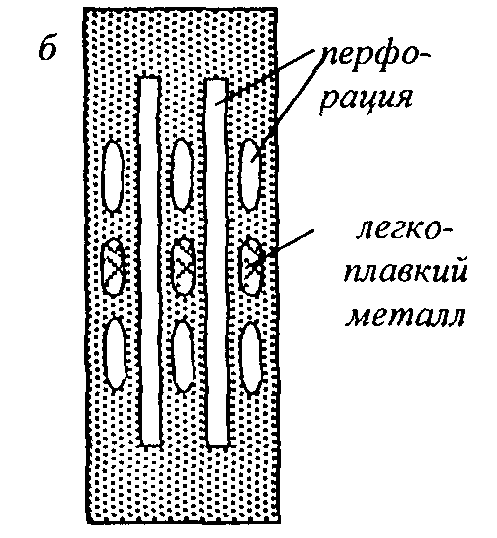 б
перфо-
рация
легко-
плавкий
металл